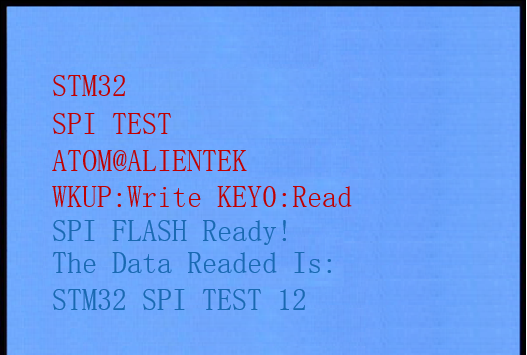 STM32
SPI TEST
ATOM@ALIENTEK
WKUP:Write KEY0:Read
SPI FLASH Ready!
The Data Readed Is:
STM32 SPI TEST 12